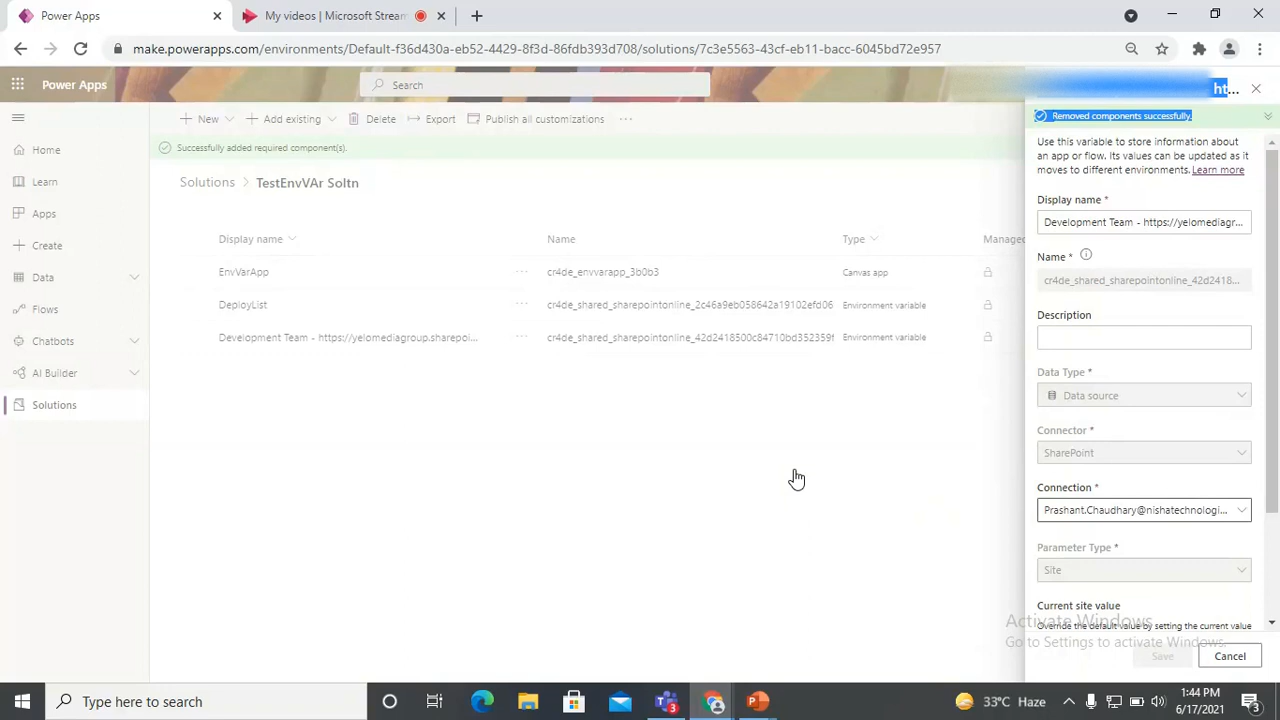 Power Apps
My videos | Microsoft Stream
make.powerapps.com/environments/Default-f36d430a-eb52-4429-8f3d-86fdb393d708/solutions/7c3e5563-43cf-eb11-bacc-6045bd72e957
Power Apps
Search
ht...
New
Add existing
Delete
Export
Publish all customizations
Removed components successfully.
Successfully added required component(s).
Use this variable to store information about
an app or flow. Its values can be updated as it
moves to different environments. Learn more
Home
Learn
Apps
Create
Data
Flows
Chatbots
AI Builder
Solutions
Solutions > TestEnvVAr Soltn
Display name
Name
Type
Managed
EnvVarApp
cr4de_envvarapp_3b0b3
Canvas app
DeployList
cr4de_shared_sharepointonline_2c46a9eb058642a19102efd06
Environment variable
Development Team - https://yelomediagroup.sharepoi...
cr4de_shared_sharepointonline_42d2418500c84710bd352359f
Environment variable
Display name *
Development Team - https://yelomediagr...
Name *
cr4de_shared_sharepointonline_42d2418...
Description
Data Type *
Data source
Connector *
SharePoint
Connection *
Prashant.Chaudhary@nishatechnologi...
Parameter Type *
Site
Current site value
Override the default value by setting the current value
Activate Windows
Go to Settings to activate Windows.
Save
Cancel
Type here to search
3
33°C Haze
1:44 PM
6/17/2021
3